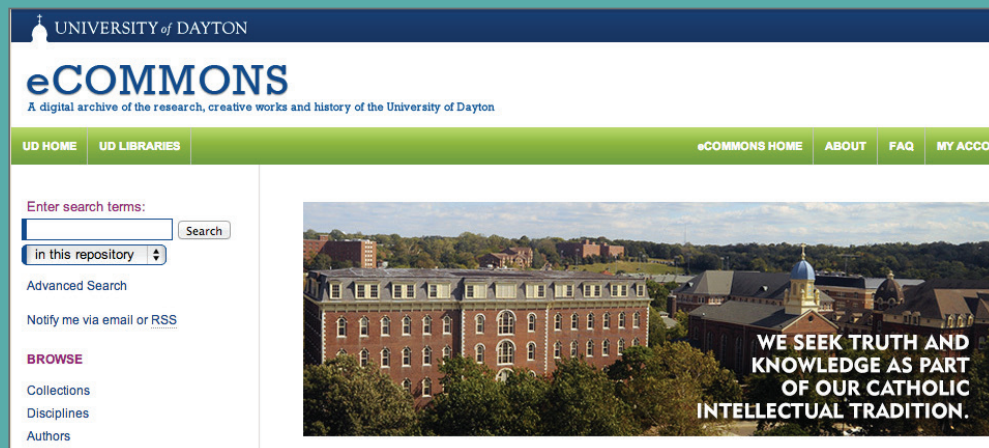 UNIVERSITY of DAYTON
eCOMMONS
A digital archive of the research, creative works and history of the University of Dayton
UD HOME UD LIBRARIES eCOMMONS HOME ABOUT FAQ MY ACCO
Enter search terms:
Search
in this repository
Advanced Search
Notify me via email or RSS
BROWSE
Collections
Disciplines
Authors
WE SEEK TRUTH AND
KNOWLEDGE AS PART
OF OUR CATHOLIC
INTELLECTUAL TRADITION.